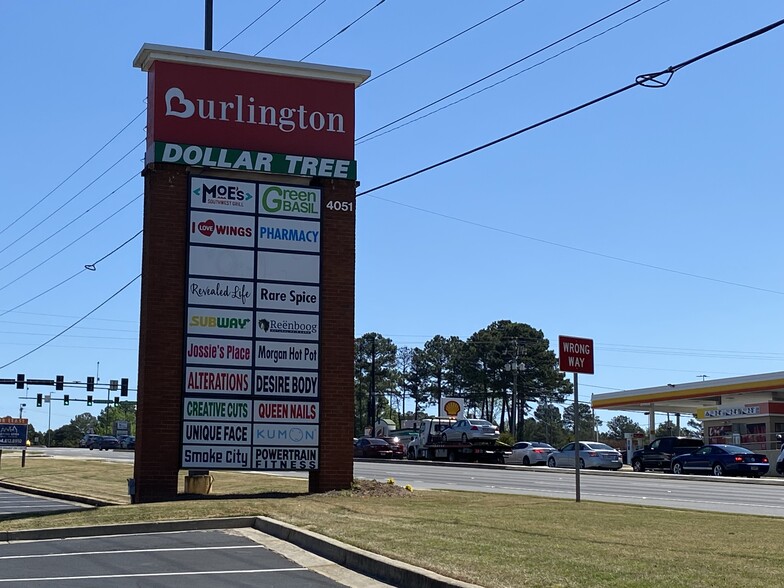 Burlington
DOLLAR TREE
4051
MOE'S
SOUTHWEST GRILL
Green
BASIL
I LOVE WINGS
PHARMACY
Revealed Life
Rare Spice
SUBWAY
Reënboog
Jossie's Place
Morgan Hot Pot
ALTERATIONS
DESIRE BODY
CREATIVE CUTS
QUEEN NAILS
UNIQUE FACE
KUMON
Smoke City
POWERTRAIN
FITNESS
WRONG
WAY